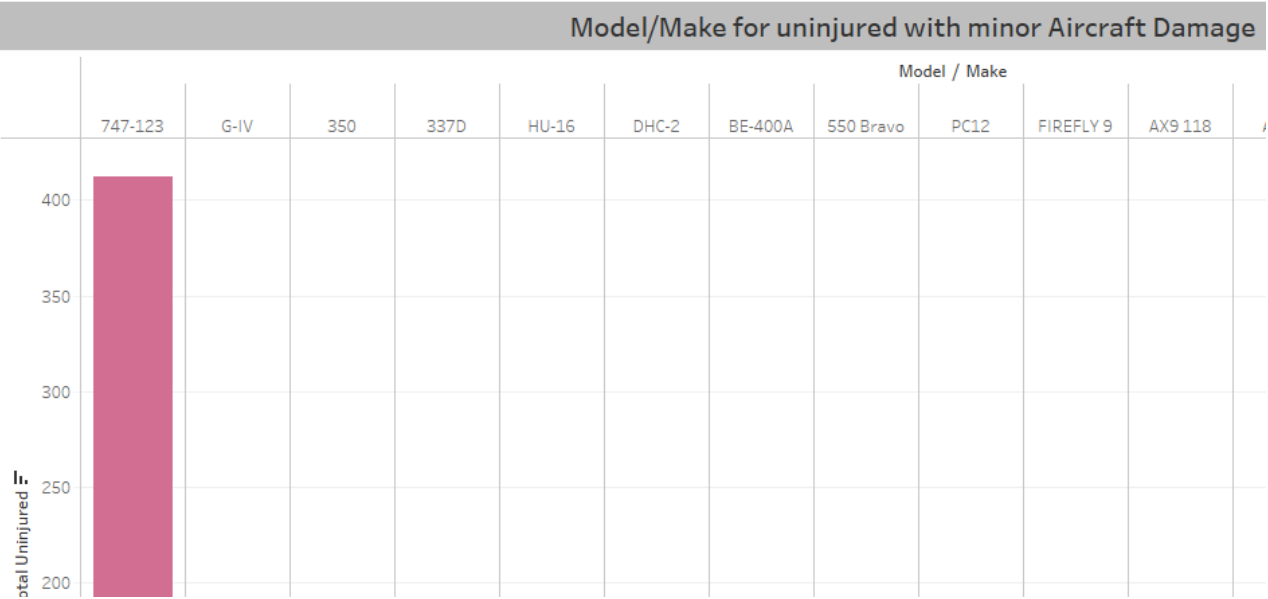 Model/Make for uninjured with minor Aircraft Damage
Model / Make
747-123 G-IV 350 337D HU-16 DHC-2 BE-400A 550 Bravo PC12 FIREFLY 9 AX9 118
400
350
300
250
200
otal Uninjured